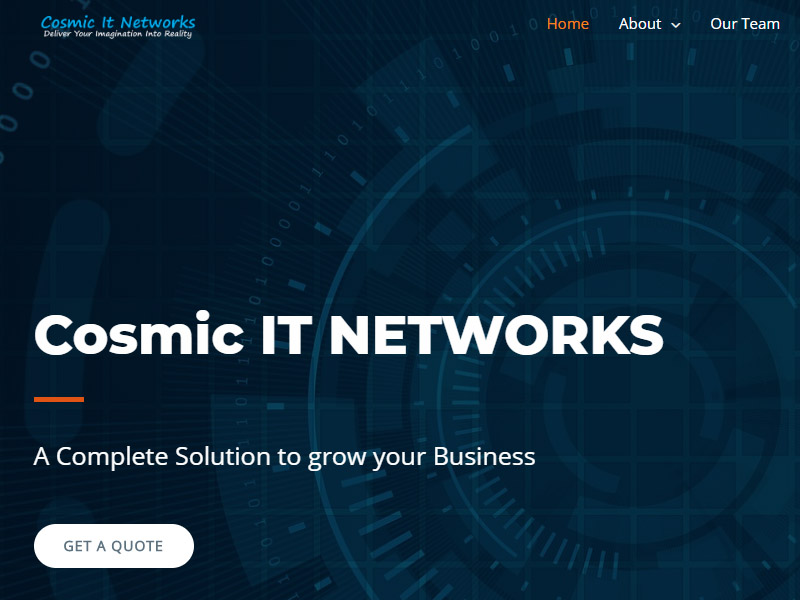 Cosmic It Networks
Deliver Your Imagination Into Reality
Home
About
Our Team
Cosmic IT NETWORKS
A Complete Solution to grow your Business
GET A QUOTE